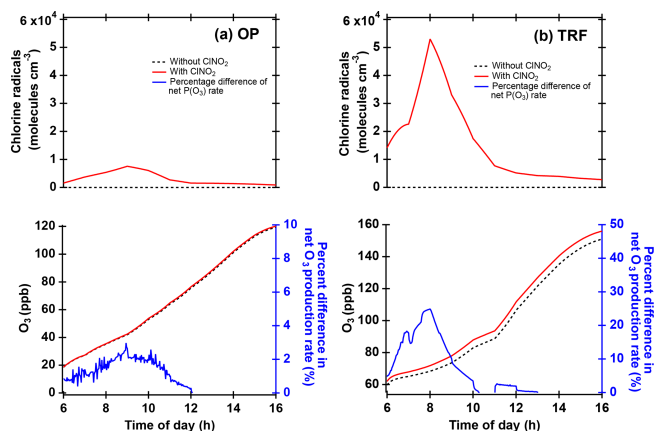 (a) OP
Without ClNO2
With ClNO2
Percentage difference of
net P(O3) rate
Chlorine radicals
(molecules cm-3)
6 x10^4
5
4
3
2
1
0
(b) TRF
Without ClNO2
With ClNO2
Percentage difference of
net P(O3) rate
Chlorine radicals
(molecules cm-3)
6 x10^4
5
4
3
2
1
0
O3 (ppb)
120
100
80
60
40
20
0
10
8
6
4
2
0
Percent difference in
net O3 production rate (%)
6 8 10 12 14 16
Time of day (h)
O3 (ppb)
160
140
120
100
80
60
50
40
30
20
10
0
Percent difference in
net O3 production rate (%)
6 8 10 12 14 16
Time of day (h)